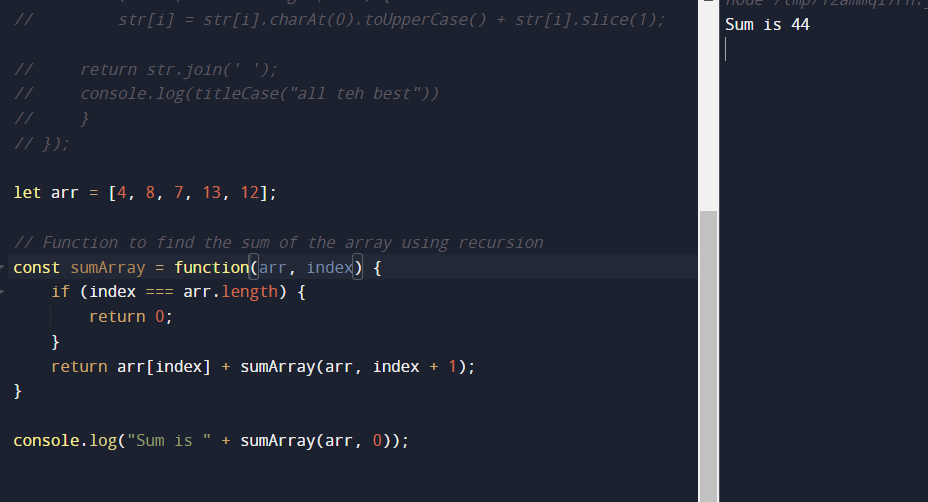 //         str[i] = str[i].charAt(0).toUpperCase() + str[i].slice(1);
//     return str.join(' ');
//     console.log(titleCase("all teh best"))
//     }
// });
let arr = [4, 8, 7, 13, 12];
// Function to find the sum of the array using recursion
const sumArray = function(arr, index) {
    if (index === arr.length) {
        return 0;
    }
    return arr[index] + sumArray(arr, index + 1);
}
console.log("Sum is " + sumArray(arr, 0));
Sum is 44